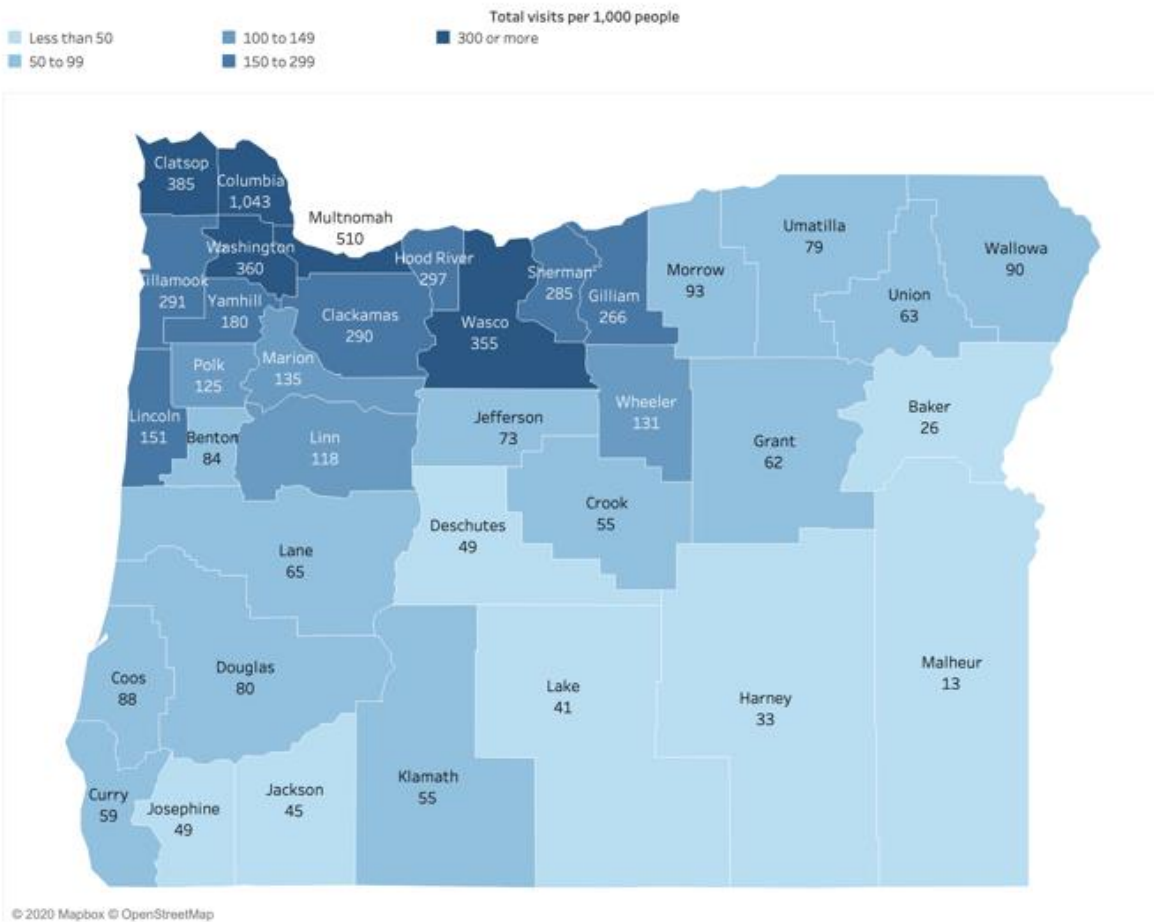 Total visits per 1,000 people
Less than 50
100 to 149
300 or more
50 to 99
150 to 299
Clatsop
385
Columbia
1,043
Multnomah
510
Washington
360
Hood River
297
Tillamook
291
Yamhill
180
Clackamas
290
Wasco
355
Sherman
285
Gilliam
266
Morrow
93
Umatilla
79
Union
63
Wallowa
90
Polk
125
Marion
135
Lincoln
151
Benton
84
Linn
118
Jefferson
73
Wheeler
131
Grant
62
Baker
26
Crook
55
Deschutes
49
Lane
65
Coos
88
Douglas
80
Lake
41
Harney
33
Malheur
13
Curry
59
Josephine
49
Jackson
45
Klamath
55
© 2020 Mapbox © OpenStreetMap